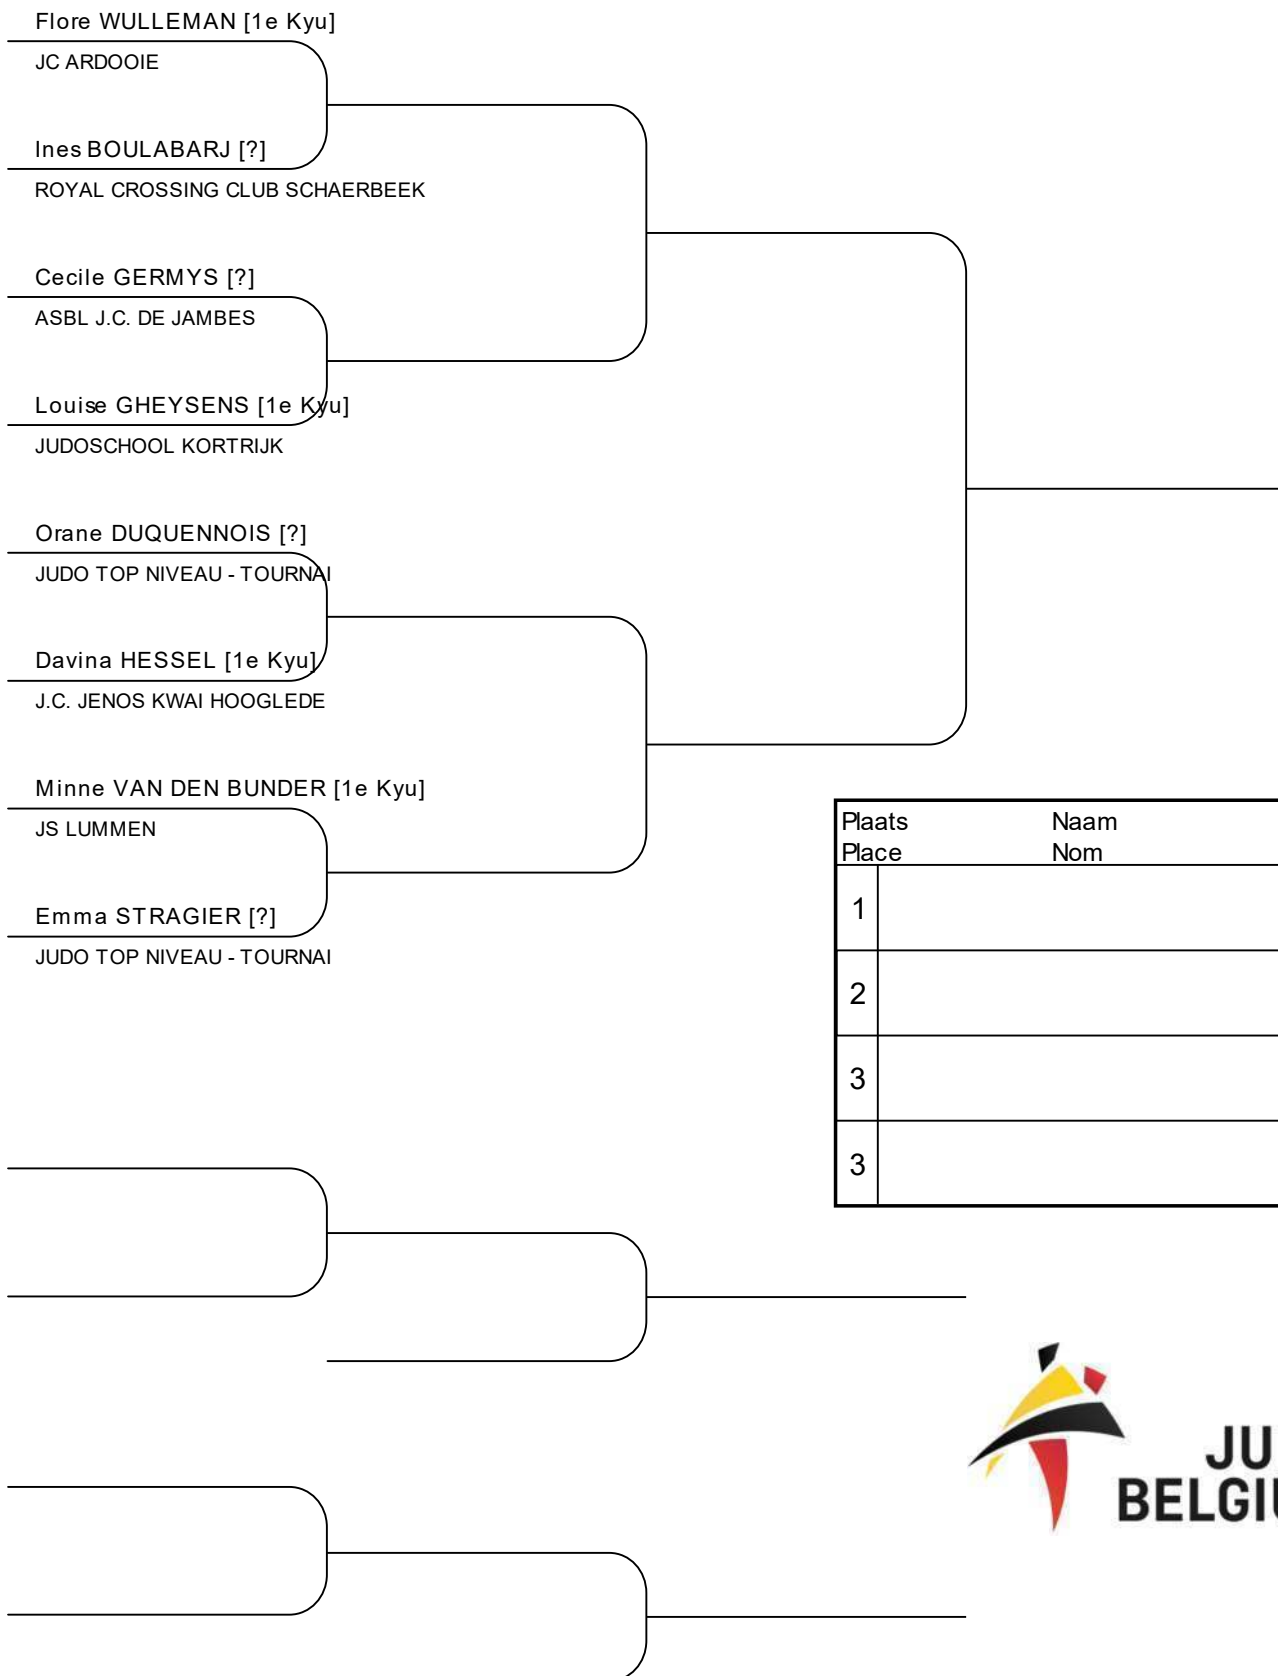 Flore WULLEMAN [1e Kyu]
JC ARDOOIE
Ines BOULABARJ [?]
ROYAL CROSSING CLUB SCHAERBEEK
Cecile GERMYS [?]
ASBL J.C. DE JAMBES
Louise GHEYSENS [1e Kyu]
JUDOSCHOOL KORTRIJK
Orane DUQUENNOIS [?]
JUDO TOP NIVEAU - TOURNAI
Davina HESSEL [1e Kyu]
J.C. JENOS KWAI HOOGLEDE
Minne VAN DEN BUNDER [1e Kyu]
JS LUMMEN
Emma STRAGIER [?]
JUDO TOP NIVEAU - TOURNAI
Plaats Naam
Place Nom
1
2
3
3
JU
BELGIU